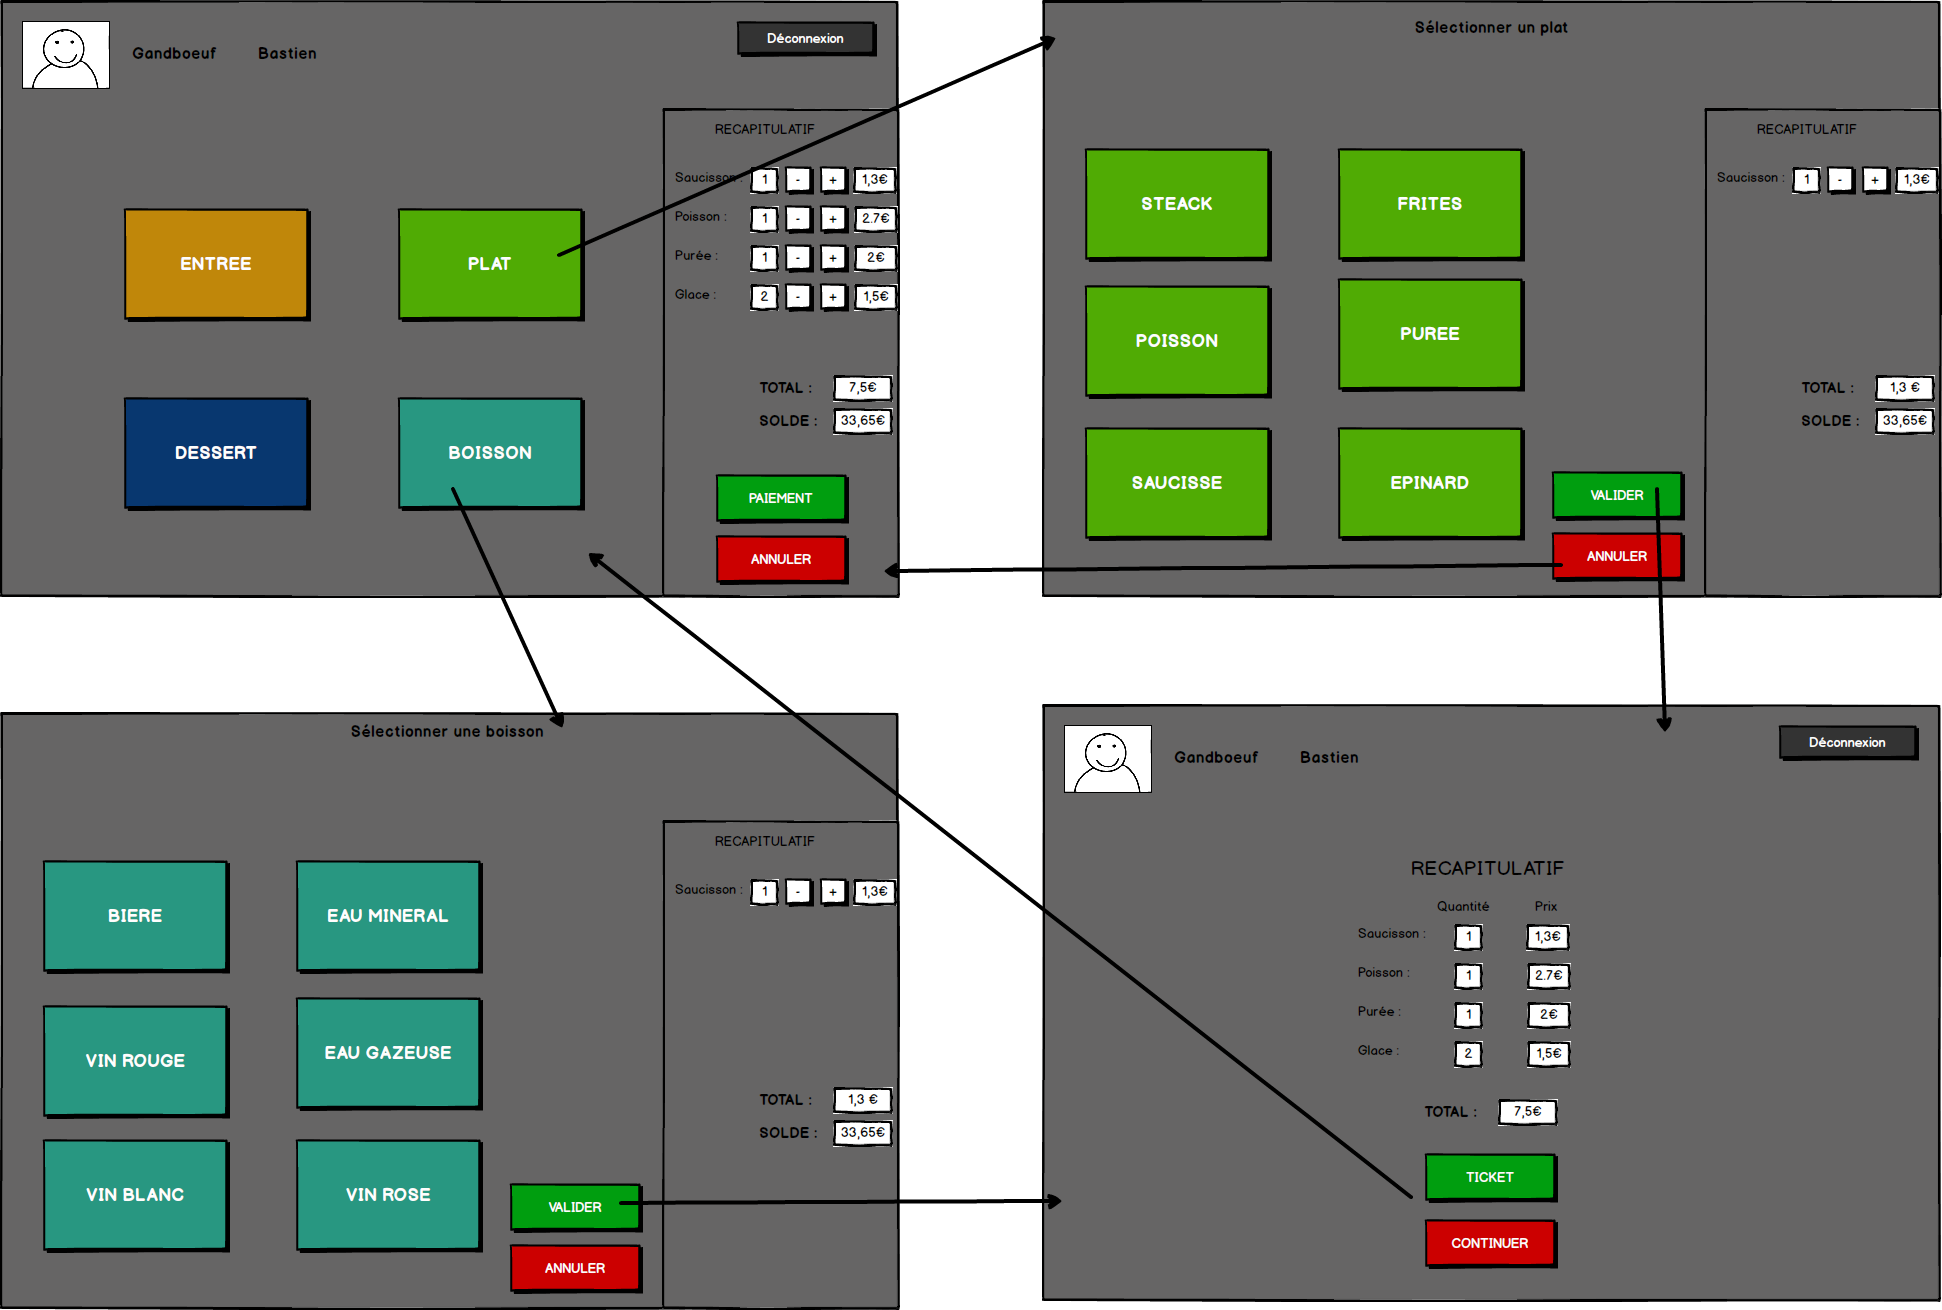 Gandboeuf Bastien
Déconnexion
RECAPITULATIF
Saucisson : 1 - + 1,3€
Poisson : 1 - + 2.7€
Purée : 1 - + 2€
Glace : 2 - + 1,5€
ENTREE PLAT
DESSERT BOISSON
TOTAL : 7,5€
SOLDE : 33,65€
PAIEMENT
ANNULER
Sélectionner un plat
RECAPITULATIF
Saucisson : 1 - + 1,3€
STEACK FRITES
POISSON PUREE
SAUCISSE EPINARD
TOTAL : 1,3 €
SOLDE : 33,65€
VALIDER
ANNULER
Sélectionner une boisson
RECAPITULATIF
Saucisson : 1 - + 1,3€
BIERE EAU MINERAL
VIN ROUGE EAU GAZEUSE
VIN BLANC VIN ROSE
TOTAL : 1,3 €
SOLDE : 33,65€
VALIDER
ANNULER
Gandboeuf Bastien
Déconnexion
RECAPITULATIF
Quantité Prix
Saucisson : 1 1,3€
Poisson : 1 2.7€
Purée : 1 2€
Glace : 2 1,5€
TOTAL : 7,5€
TICKET
CONTINUER